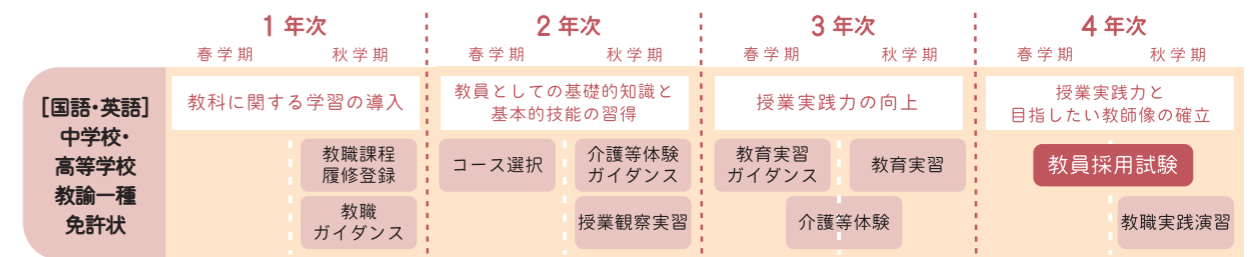 1年次
2年次
3年次
4年次
春学期
秋学期
春学期
秋学期
春学期
秋学期
春学期
秋学期
[国語・英語]
中学校・
高等学校
教諭一種
免許状
教科に関する学習の導入
教職課程
履修登録
教職
ガイダンス
教員としての基礎的知識と
基本的技能の習得
コース選択
介護等体験
ガイダンス
授業観察実習
授業実践力の向上
教育実習
ガイダンス
教育実習
介護等体験
授業実践力と
目指したい教師像の確立
教員採用試験
教職実践演習